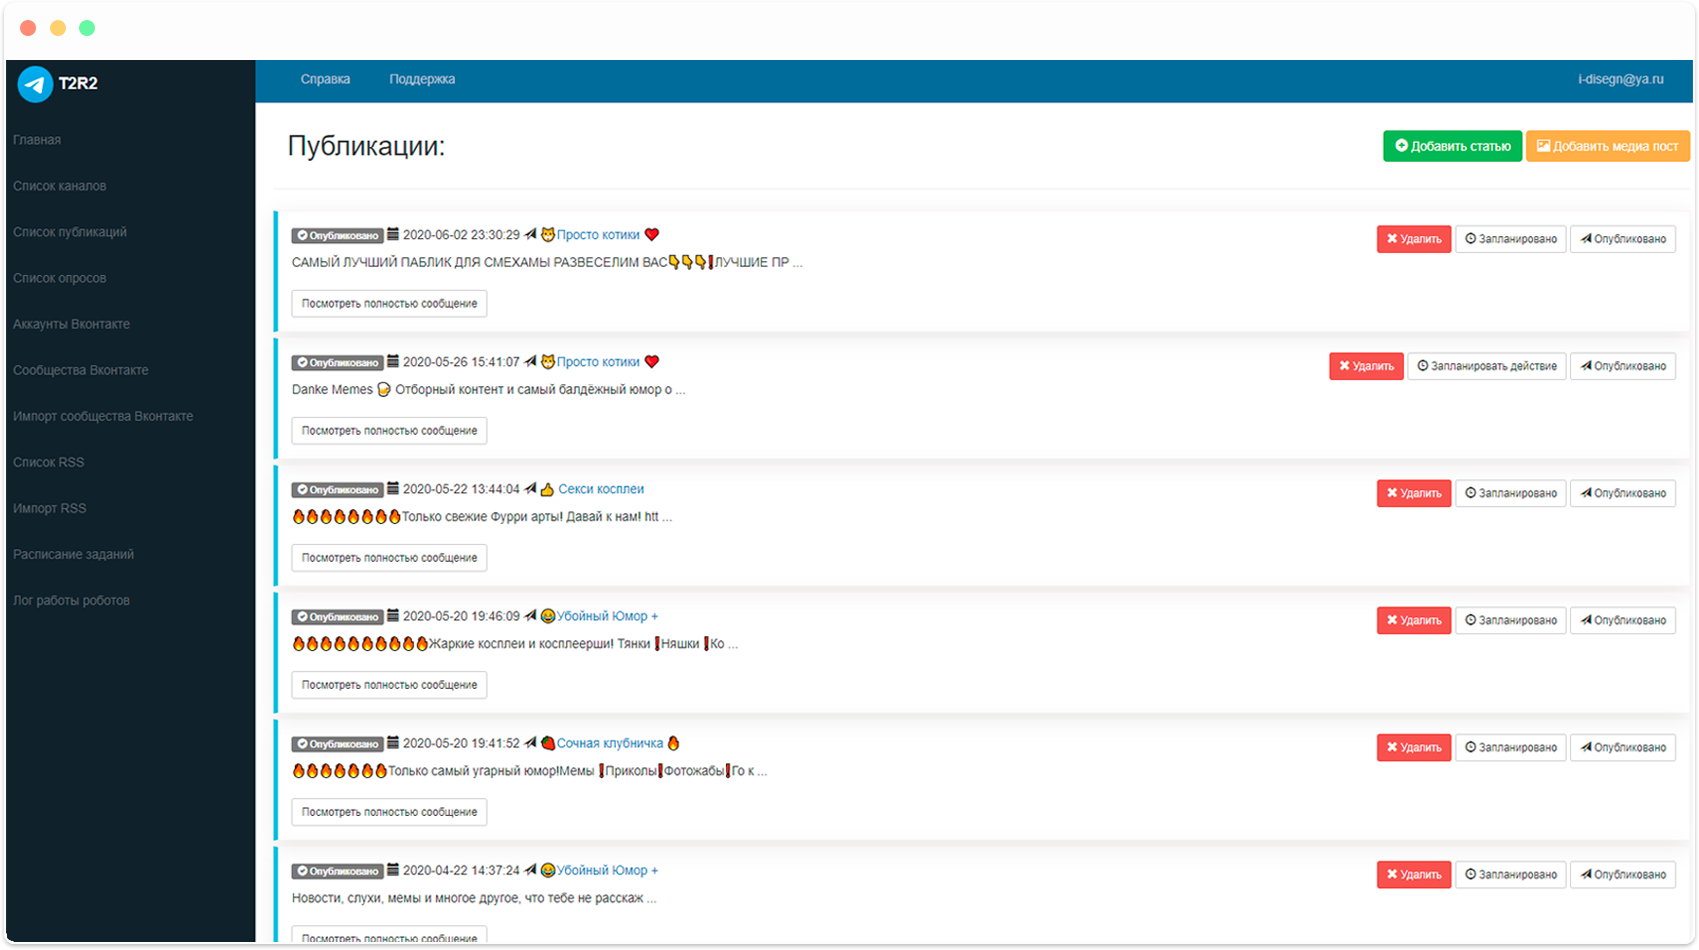 T2R2
Справка Поддержка i-disegn@ya.ru
Главная
Список каналов
Список публикаций
Список опросов
Аккаунты Вконтакте
Сообщества Вконтакте
Импорт сообщества Вконтакте
Список RSS
Импорт RSS
Расписание заданий
Лог работы роботов
Публикации:
Добавить статью Добавить медиа пост
Опубликовано 2020-06-02 23:30:29 🐱Просто котики ❤️
Удалить Запланировано Опубликовано
САМЫЙ ЛУЧШИЙ ПАБЛИК ДЛЯ СМЕХАМЫ РАЗВЕСЕЛИМ ВАС👇👇👇❗ЛУЧШИЕ ПР ...
Посмотреть полностью сообщение
Опубликовано 2020-05-26 15:41:07 🐱Просто котики ❤️
Удалить Запланировать действие Опубликовано
Danke Memes 🍺 Отборный контент и самый балдёжный юмор о ...
Посмотреть полностью сообщение
Опубликовано 2020-05-22 13:44:04 👍 Секси косплеи
Удалить Запланировано Опубликовано
🔥🔥🔥🔥🔥🔥🔥🔥Только свежие Фурри арты! Давай к нам! htt ...
Посмотреть полностью сообщение
Опубликовано 2020-05-20 19:46:09 😂Убойный Юмор +
Удалить Запланировано Опубликовано
🔥🔥🔥🔥🔥🔥🔥🔥🔥🔥Жаркие косплеи и косплеерши! Тянки ❗Няшки ❗Ко ...
Посмотреть полностью сообщение
Опубликовано 2020-05-20 19:41:52 🍓Сочная клубничка 🔥
Удалить Запланировано Опубликовано
🔥🔥🔥🔥🔥🔥🔥Только самый угарный юмор!Мемы ❗Приколы❗Фотожабы❗Го к ...
Посмотреть полностью сообщение
Опубликовано 2020-04-22 14:37:24 😂Убойный Юмор +
Удалить Запланировано Опубликовано
Новости, слухи, мемы и многое другое, что тебе не расскаж ...
Посмотреть полностью сообщение